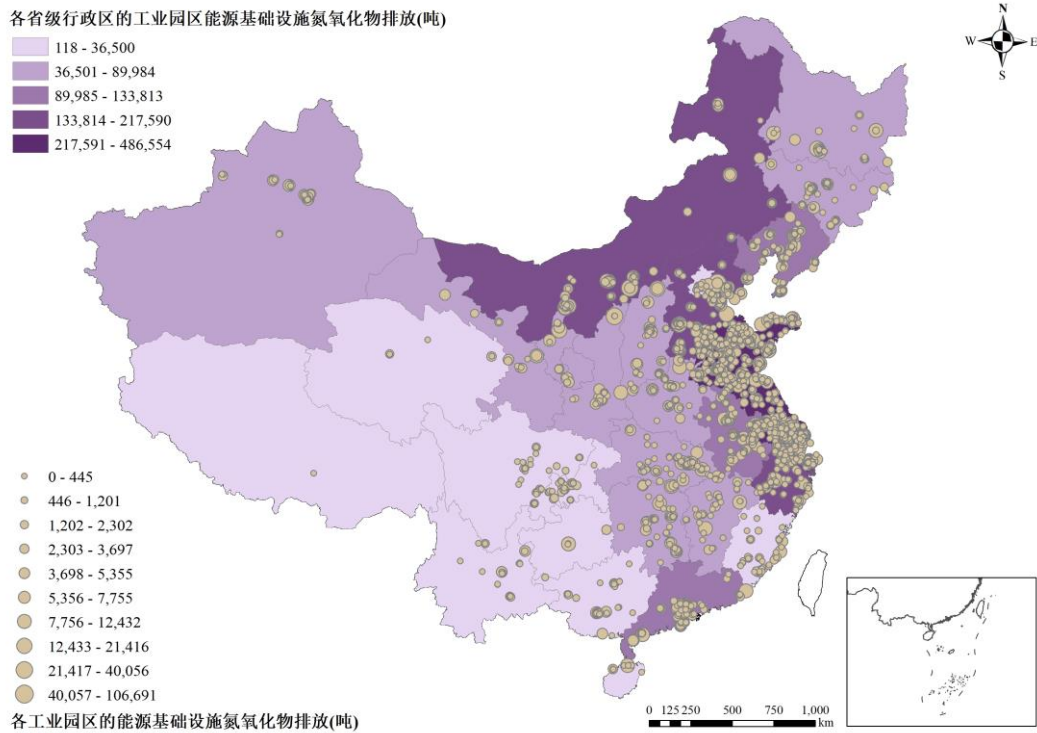 各省级行政区的工业园区能源基础设施氮氧化物排放(吨)
118 - 36,500
36,501 - 89,984
89,985 - 133,813
133,814 - 217,590
217,591 - 486,554
N
W E
S
0 - 445
446 - 1,201
1,202 - 2,302
2,303 - 3,697
3,698 - 5,355
5,356 - 7,755
7,756 - 12,432
12,433 - 21,416
21,417 - 40,056
40,057 - 106,691
各工业园区的能源基础设施氮氧化物排放(吨)
0 125 250 500 750 1,000
km